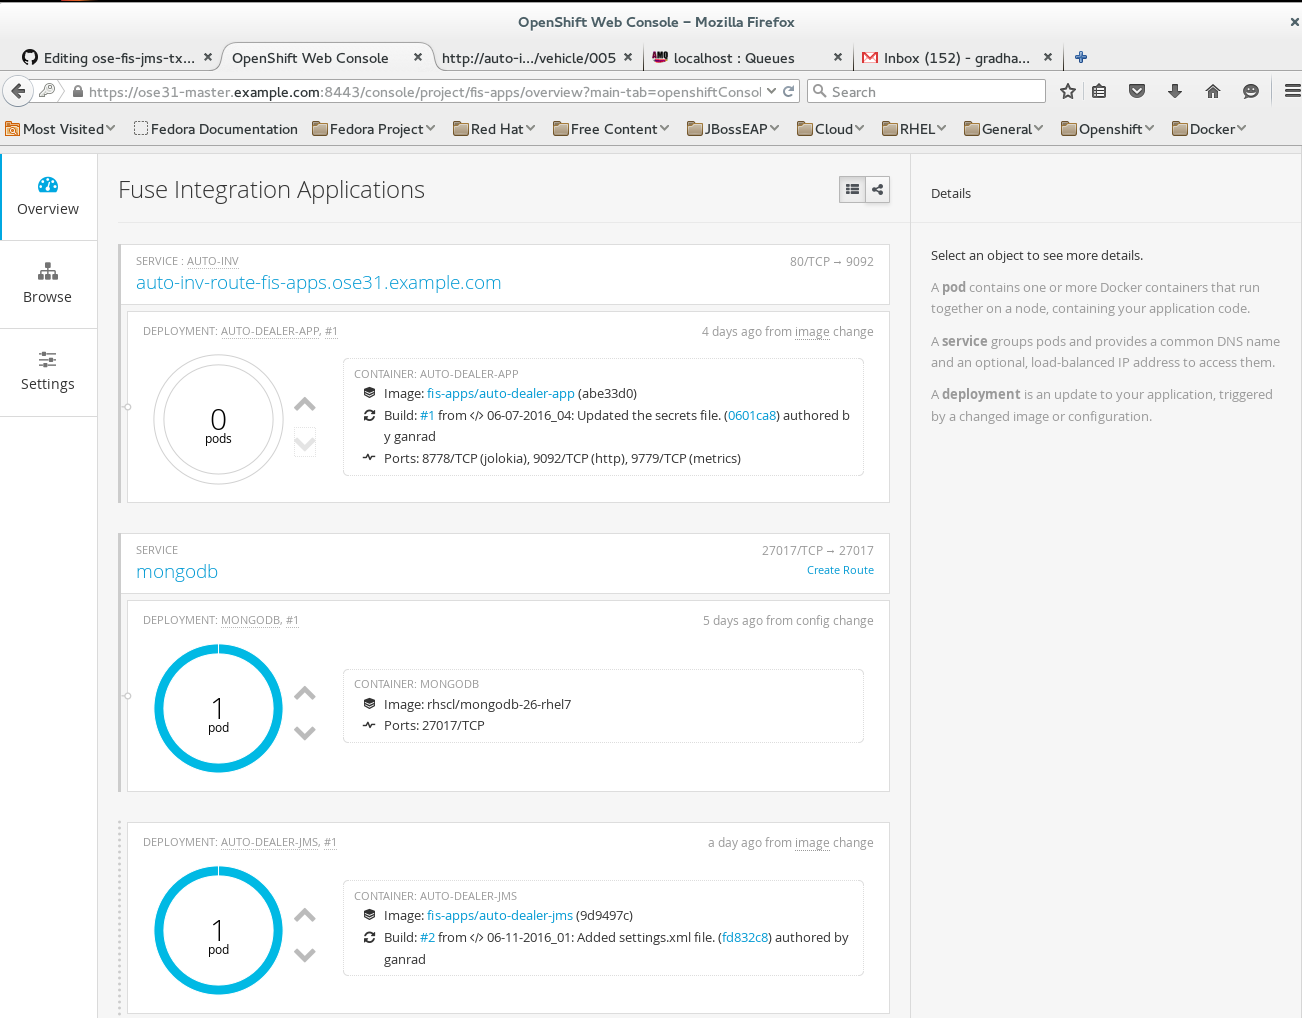 OpenShift Web Console – Mozilla Firefox
Editing ose-fis-jms-tx... × OpenShift Web Console × http://auto-i.../vehicle/005 × AMQ localhost : Queues × Inbox (152) - gradha... ×
https://ose31-master.example.com:8443/console/project/fis-apps/overview?main-tab=openshiftConsol Search
Most Visited Fedora Documentation Fedora Project Red Hat Free Content JBossEAP Cloud RHEL General Openshift Docker
Overview
Browse
Settings
Fuse Integration Applications
SERVICE : AUTO-INV 80/TCP → 9092
auto-inv-route-fis-apps.ose31.example.com
DEPLOYMENT: AUTO-DEALER-APP, #1 4 days ago from image change
0
pods
CONTAINER: AUTO-DEALER-APP
Image: fis-apps/auto-dealer-app (abe33d0)
Build: #1 from </> 06-07-2016_04: Updated the secrets file. (0601ca8) authored b
y ganrad
Ports: 8778/TCP (jolokia), 9092/TCP (http), 9779/TCP (metrics)
SERVICE 27017/TCP → 27017
mongodb Create Route
DEPLOYMENT: MONGODB, #1 5 days ago from config change
1
pod
CONTAINER: MONGODB
Image: rhscl/mongodb-26-rhel7
Ports: 27017/TCP
DEPLOYMENT: AUTO-DEALER-JMS, #1 a day ago from image change
1
pod
CONTAINER: AUTO-DEALER-JMS
Image: fis-apps/auto-dealer-jms (9d9497c)
Build: #2 from </> 06-11-2016_01: Added settings.xml file. (fd832c8) authored by
ganrad
Details
Select an object to see more details.
A pod contains one or more Docker containers that run
together on a node, containing your application code.
A service groups pods and provides a common DNS name
and an optional, load-balanced IP address to access them.
A deployment is an update to your application, triggered
by a changed image or configuration.